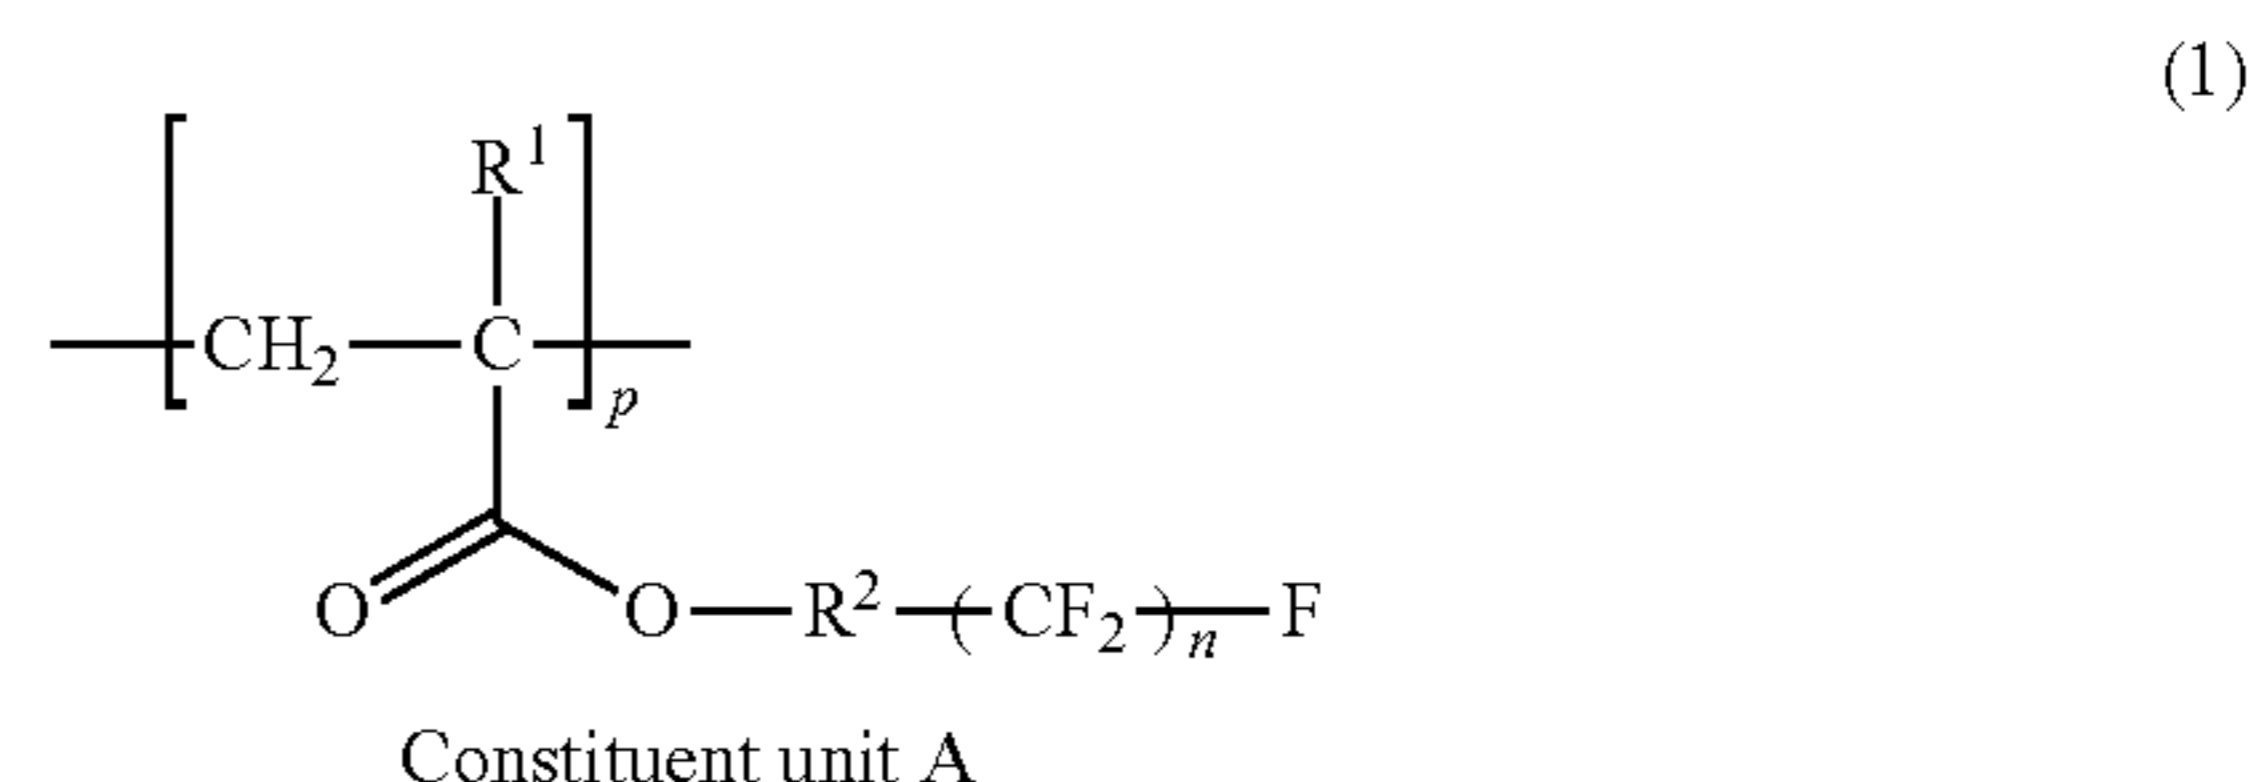 (1)
R¹
CH₂ C p
O O R² ( CF₂ )n F
Constituent unit A